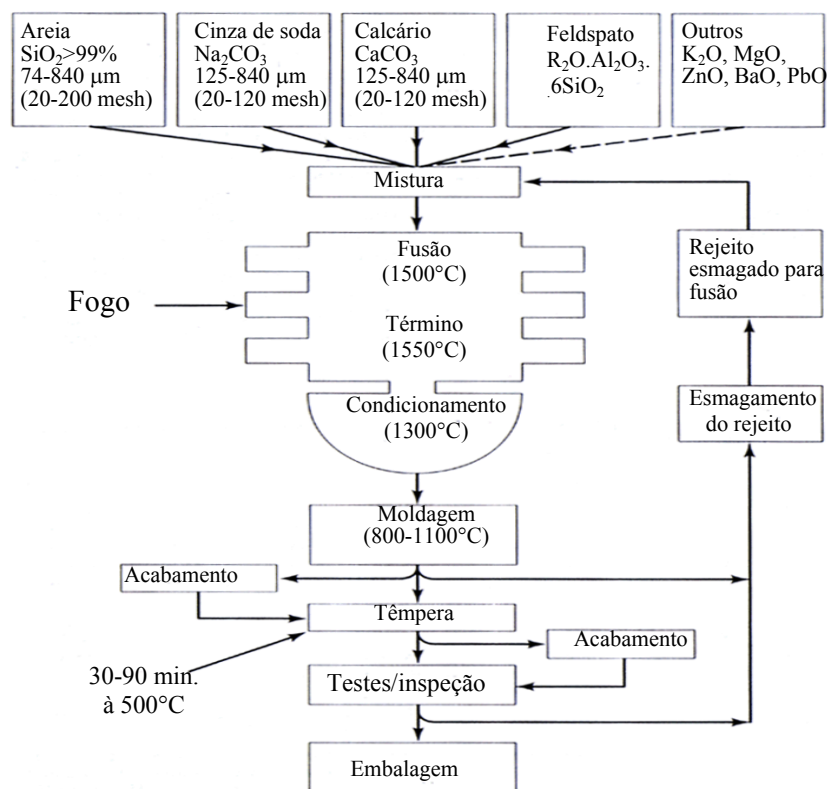 Areia
SiO₂>99%
74-840 μm
(20-200 mesh)
Cinza de soda
Na₂CO₃
125-840 μm
(20-120 mesh)
Calcário
CaCO₃
125-840 μm
(20-120 mesh)
Feldspato
R₂O.Al₂O₃.
.6SiO₂
Outros
K₂O, MgO,
ZnO, BaO, PbO
Mistura
Fusão
(1500°C)
Rejeito
esmagado para
fusão
Fogo
Término
(1550°C)
Condicionamento
(1300°C)
Esmagamento
do rejeito
Moldagem
(800-1100°C)
Acabamento
Têmpera
Acabamento
30-90 min.
à 500°C
Testes/inspeção
Embalagem